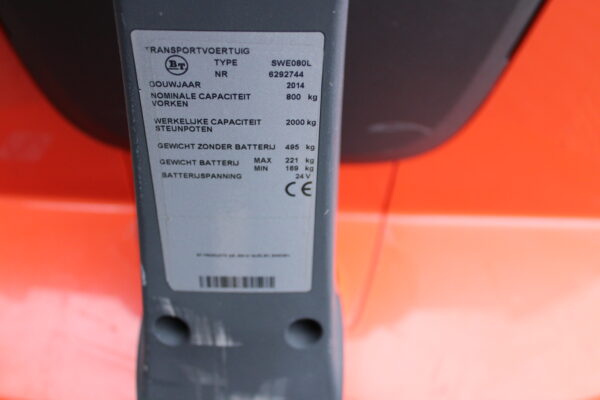 TRANSPORTVOERTUIG
BT TYPE SWE080L
NR 6292744
BOUWJAAR 2014
NOMINALE CAPACITEIT 800 kg
VORKEN
WERKELIJKE CAPACITEIT 2000 kg
STEUNPOTEN
GEWICHT ZONDER BATTERIJ 495 kg
GEWICHT BATTERIJ MAX 221 kg
MIN 169 kg
BATTERIJSPANNING 24 V
CE